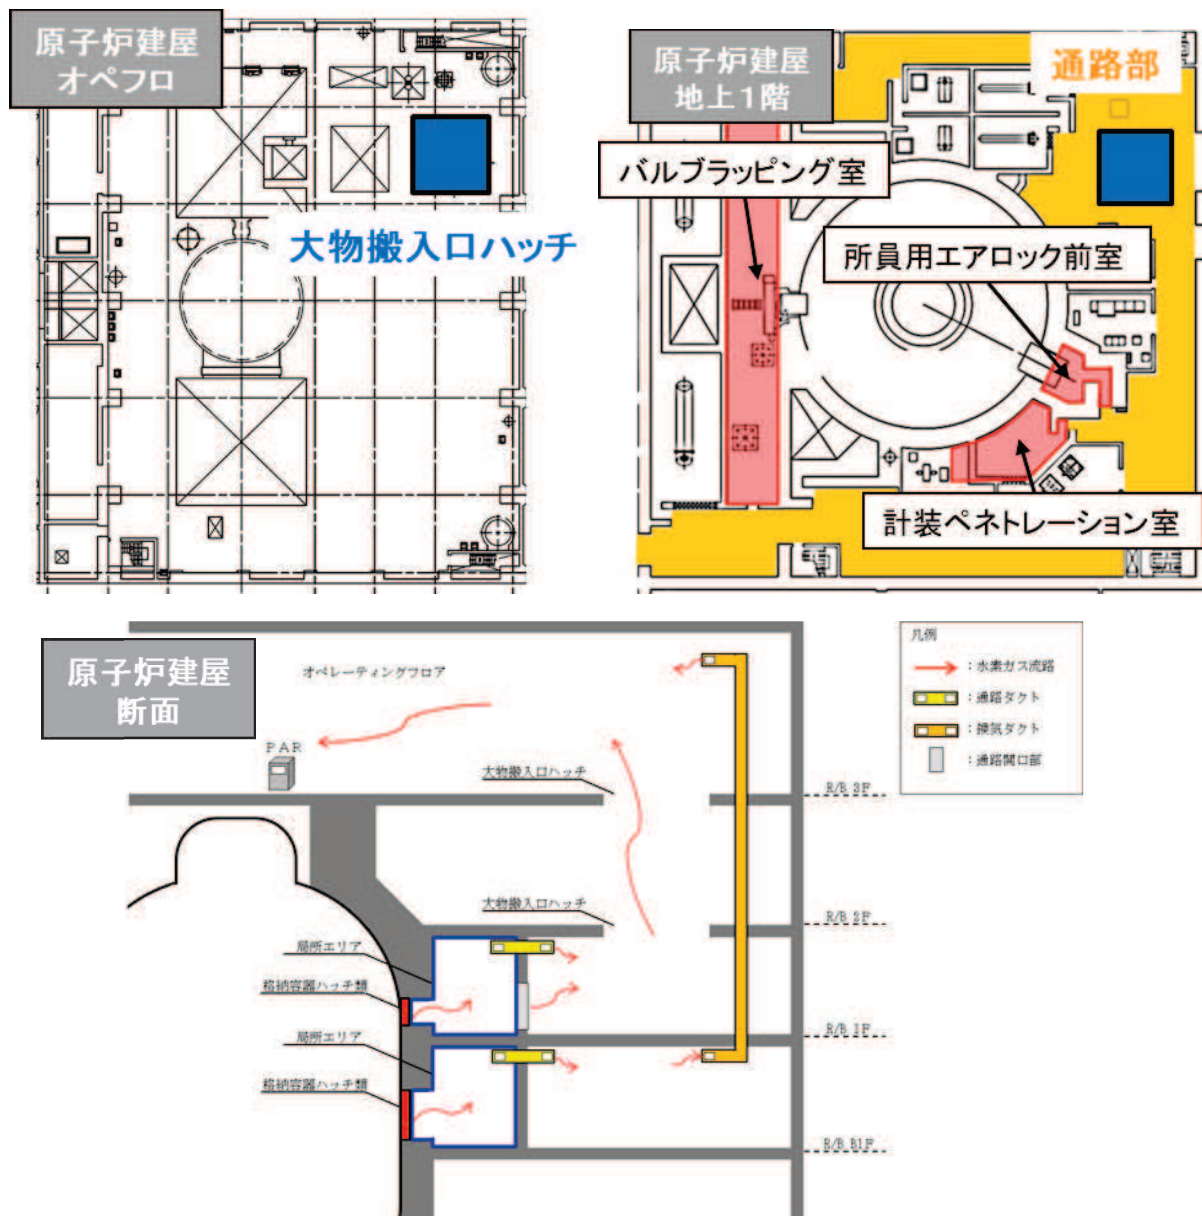 原子炉建屋
オペフロ
大物搬入口ハッチ
原子炉建屋
地上1階
通路部
バルブラッピング室
所員用エアロック前室
計装ペネトレーション室
原子炉建屋
断面
オペレーティングフロア
PAR
大物搬入口ハッチ
R/B 3F
大物搬入口ハッチ
R/B 2F
局所エリア
格納容器ハッチ類
R/B 1F
局所エリア
格納容器ハッチ類
R/B B1F
凡例
:水素ガス流路
:通路ダクト
:換気ダクト
:通路開口部